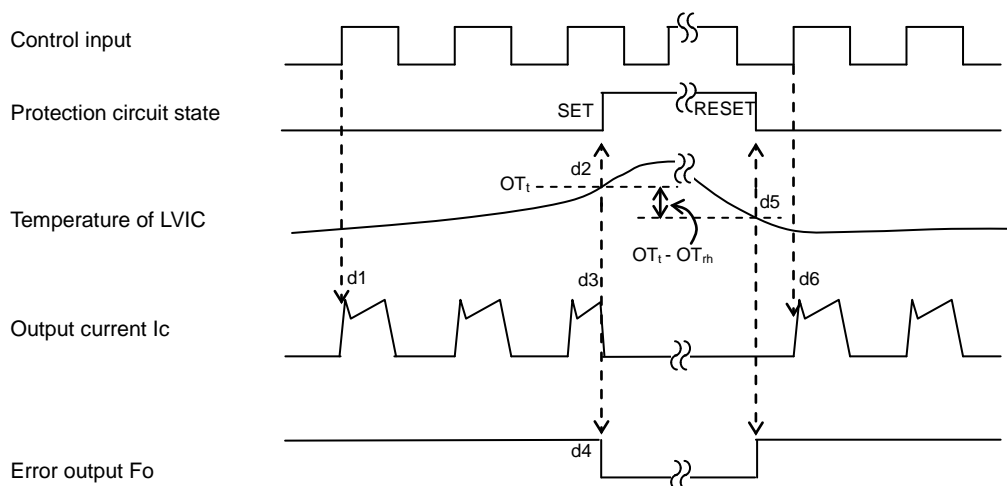 Control input
Protection circuit state
SET
RESET
d2
OTt
d5
Temperature of LVIC
OTt - OTrh
d1
d3
d6
Output current Ic
d4
Error output Fo